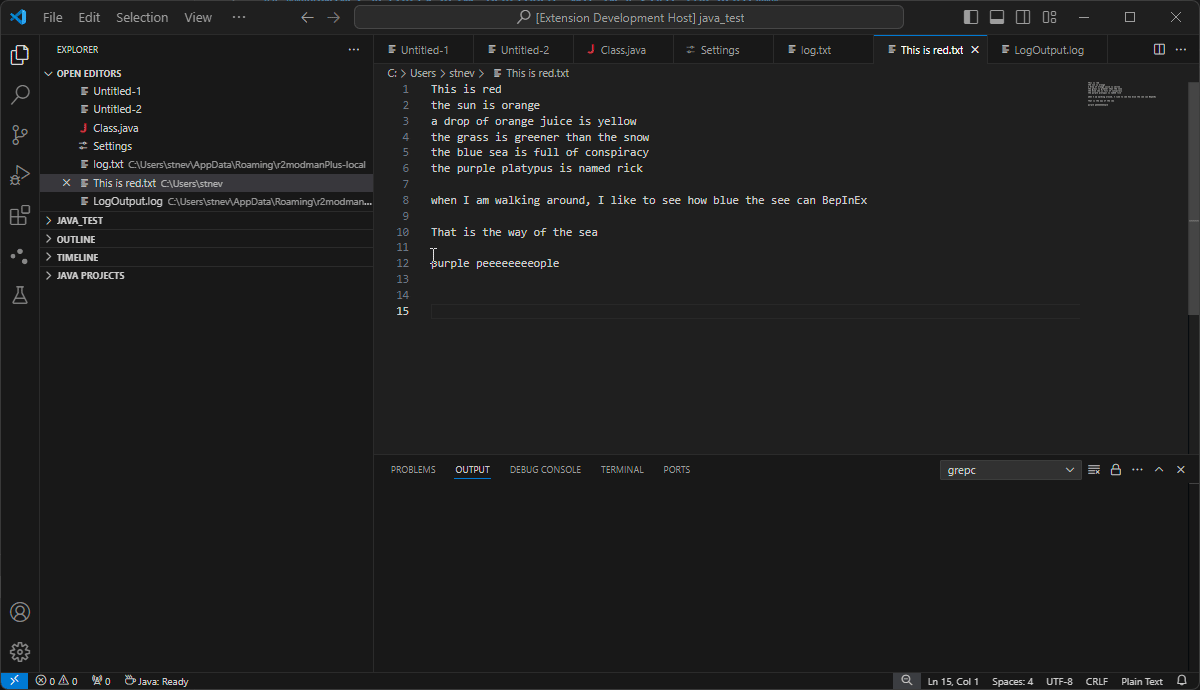 File Edit Selection View ··· [Extension Development Host] java_test
EXPLORER ···
OPEN EDITORS
Untitled-1
Untitled-2
J Class.java
Settings
log.txt C:\Users\stnev\AppData\Roaming\r2modmanPlus-local
This is red.txt C:\Users\stnev
LogOutput.log C:\Users\stnev\AppData\Roaming\r2modman...
JAVA_TEST
OUTLINE
TIMELINE
JAVA PROJECTS
Untitled-1 Untitled-2 J Class.java Settings log.txt This is red.txt LogOutput.log ···
C: > Users > stnev > This is red.txt
1 This is red
2 the sun is orange
3 a drop of orange juice is yellow
4 the grass is greener than the snow
5 the blue sea is full of conspiracy
6 the purple platypus is named rick
7
8 when I am walking around, I like to see how blue the see can BepInEx
9
10 That is the way of the sea
11
12 purple peeeeeeeeople
13
14
15
PROBLEMS OUTPUT DEBUG CONSOLE TERMINAL PORTS grepc ···
0 0 0 Java: Ready Ln 15, Col 1 Spaces: 4 UTF-8 CRLF Plain Text